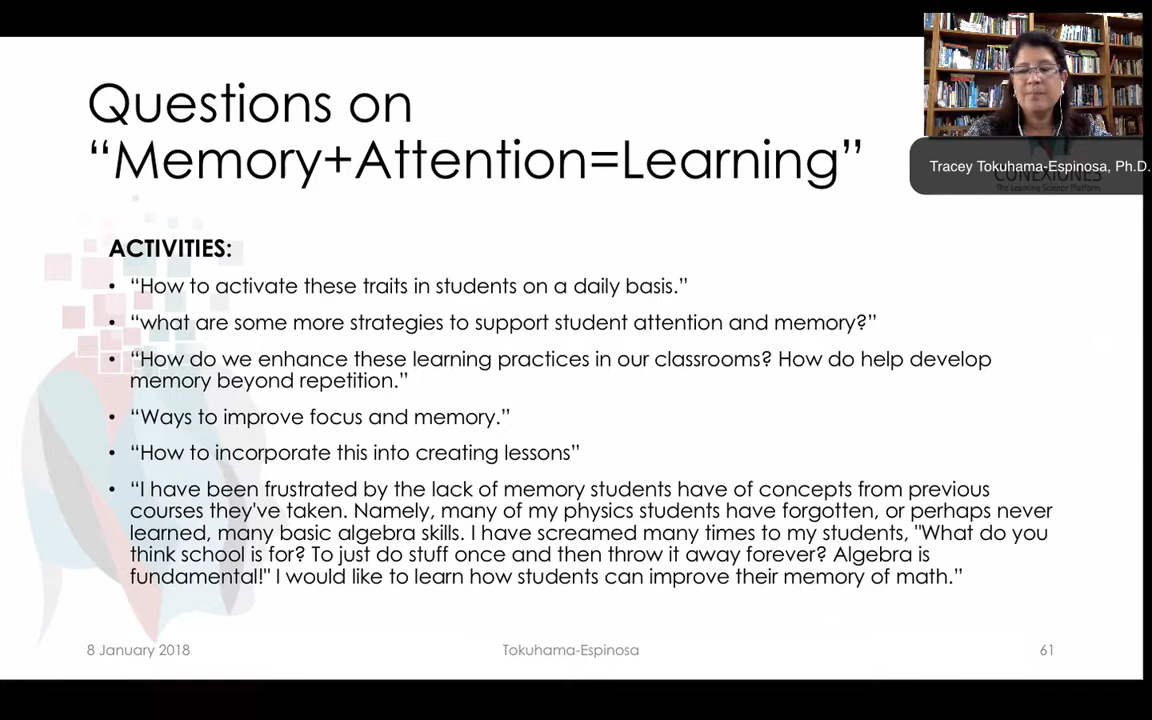 Questions on
“Memory+Attention=Learning”
Tracey Tokuhama-Espinosa, Ph.D.
CONEXIONES
The Learning Science Platform
ACTIVITIES:
• “How to activate these traits in students on a daily basis.”
• “what are some more strategies to support student attention and memory?”
• “How do we enhance these learning practices in our classrooms? How do help develop
memory beyond repetition.”
• “Ways to improve focus and memory.”
• “How to incorporate this into creating lessons”
• “I have been frustrated by the lack of memory students have of concepts from previous
courses they've taken. Namely, many of my physics students have forgotten, or perhaps never
learned, many basic algebra skills. I have screamed many times to my students, "What do you
think school is for? To just do stuff once and then throw it away forever? Algebra is
fundamental!" I would like to learn how students can improve their memory of math.”
8 January 2018
Tokuhama-Espinosa
61